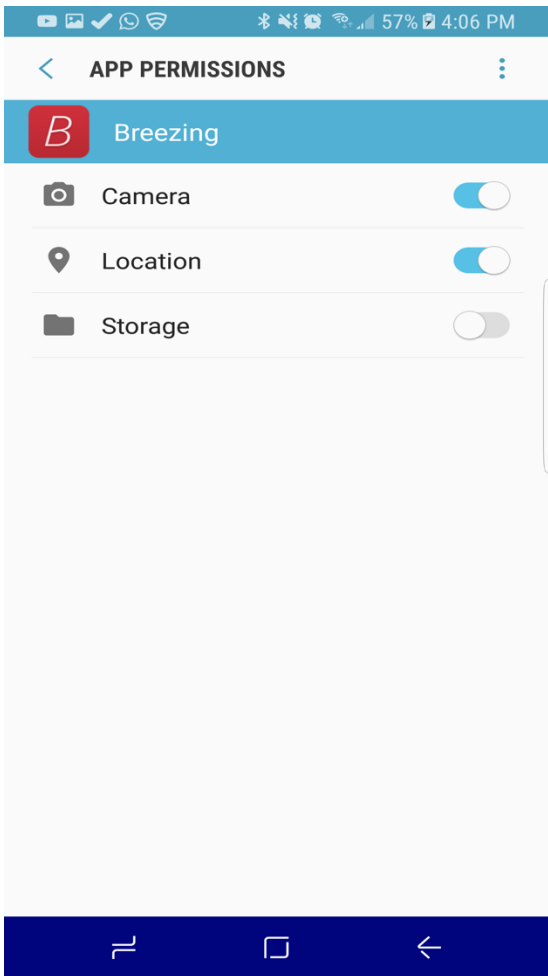 57% 4:06 PM
APP PERMISSIONS
B Breezing
Camera
Location
Storage